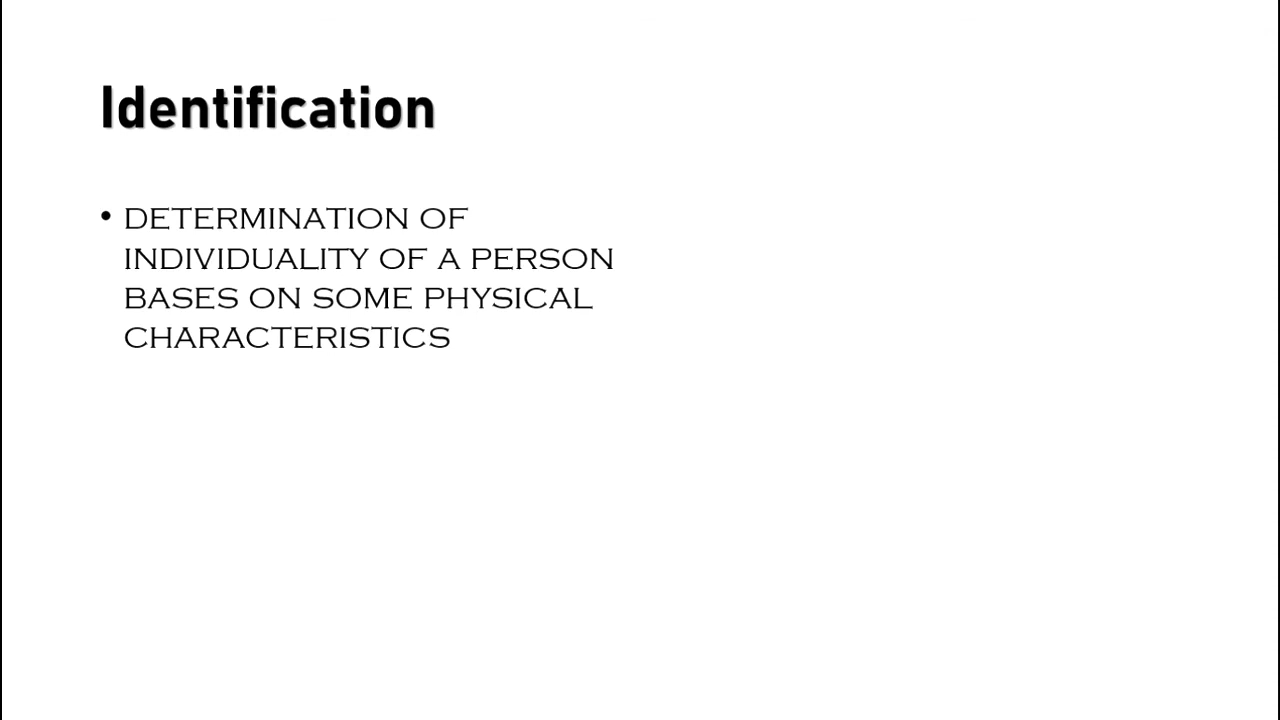 Identification
• DETERMINATION OF
INDIVIDUALITY OF A PERSON
BASES ON SOME PHYSICAL
CHARACTERISTICS